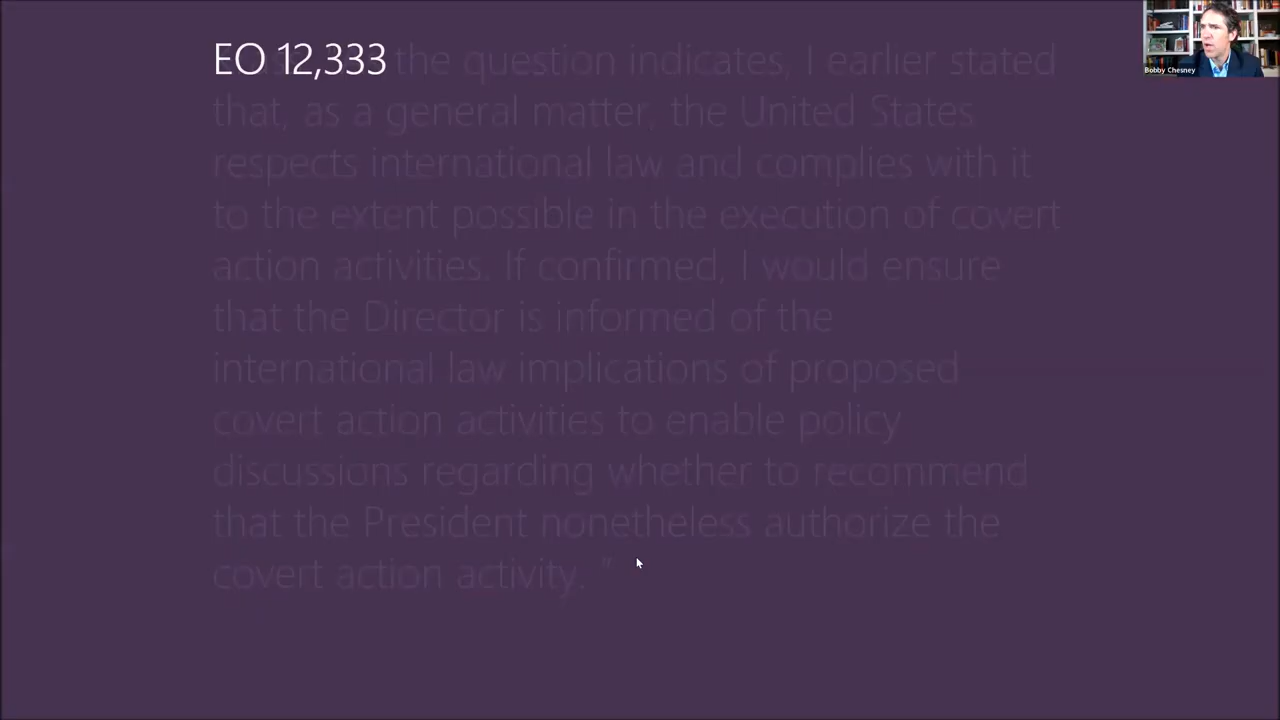 EO 12,333 the question indicates, I earlier stated
that, as a general matter, the United States
respects international law and complies with it
to the extent possible in the execution of covert
action activities. If confirmed, I would ensure
that the Director is informed of the
international law implications of proposed
covert action activities to enable policy
discussions regarding whether to recommend
that the President nonetheless authorize the
covert action activity. "
Bobby Chesney